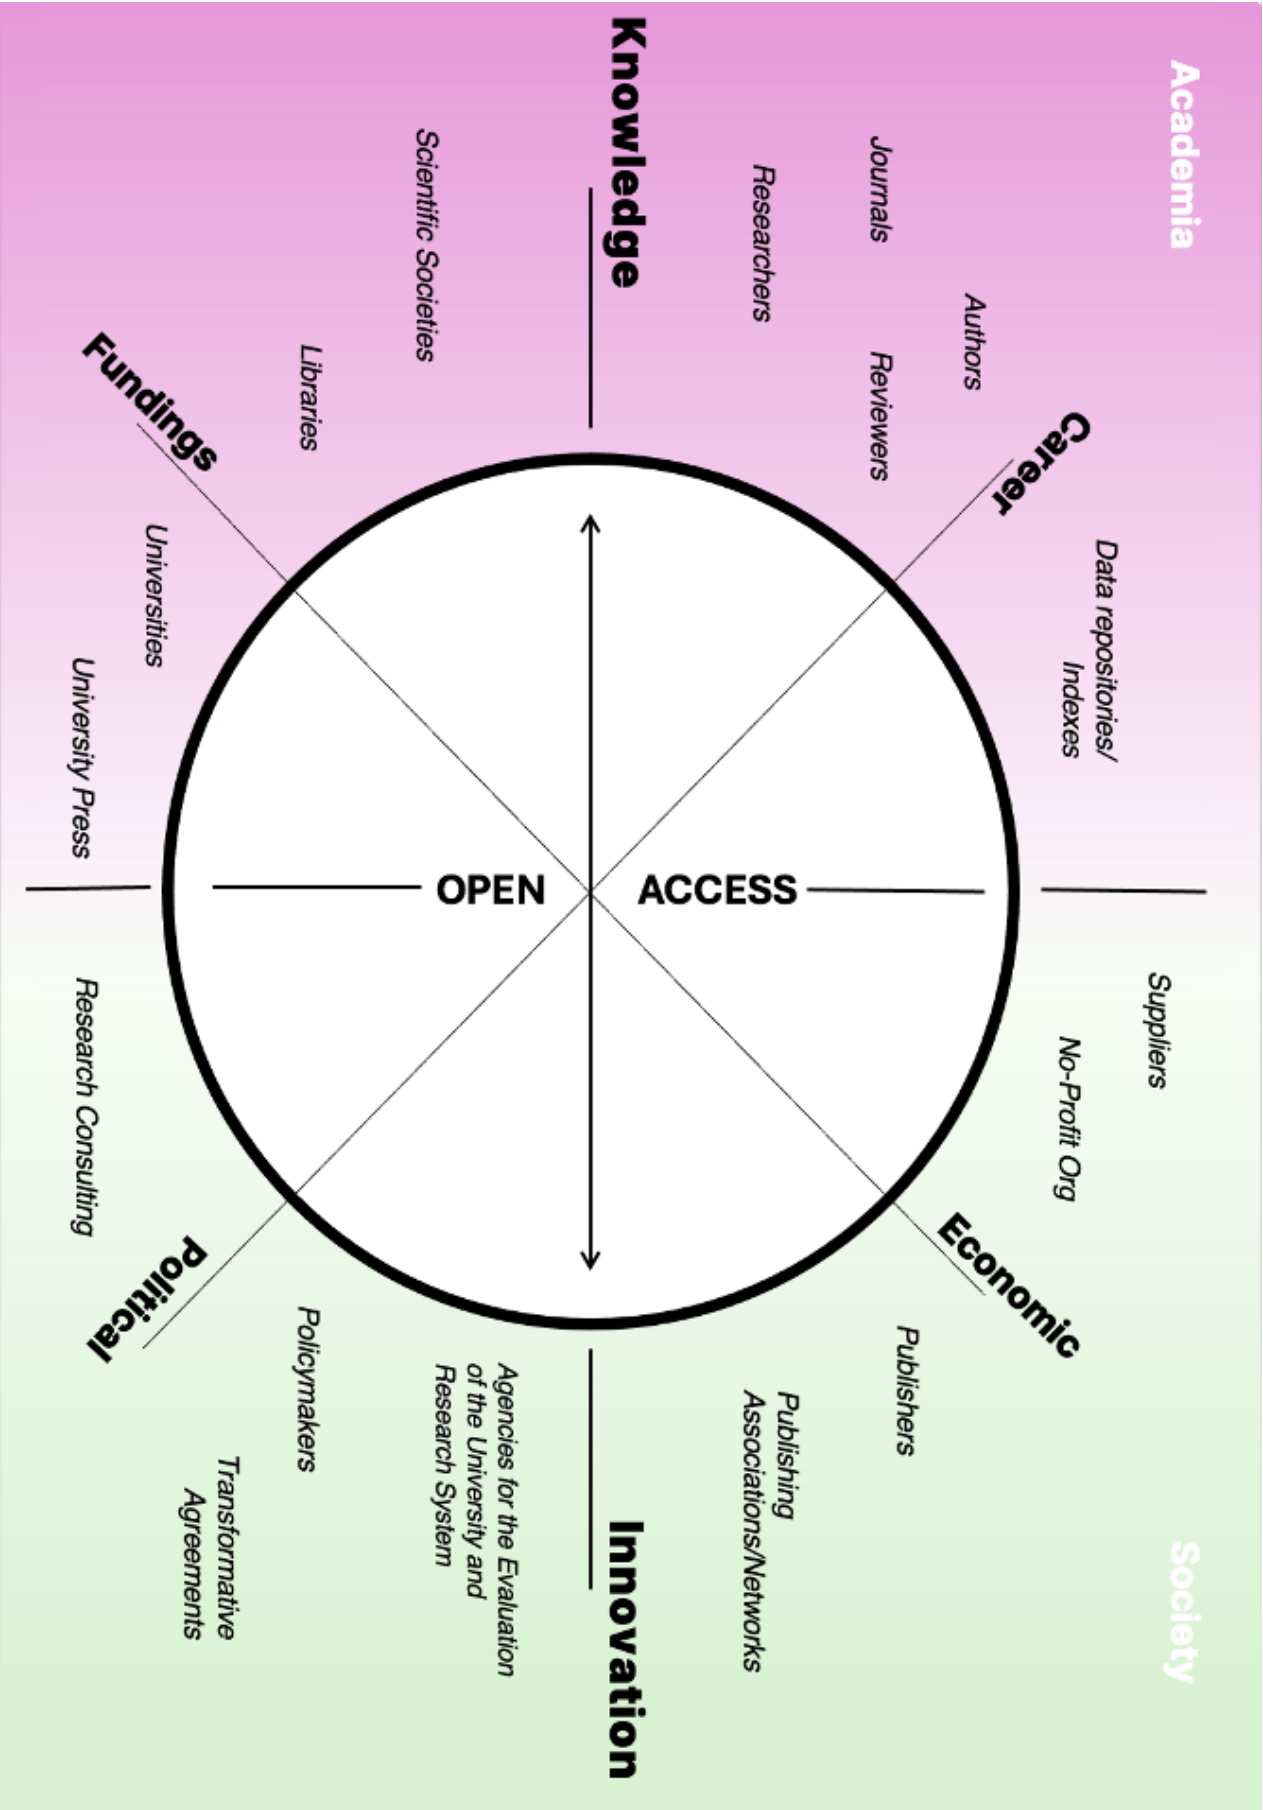 Academia
Knowledge
Journals
Researchers
Scientific Societies
Authors
Reviewers
Libraries
Fundings
Career
Universities
Data repositories/
Indexes
University Press
OPEN ACCESS
Suppliers
No-Profit Org
Research Consulting
Economic
Political
Policymakers
Publishers
Agencies for the Evaluation
of the University and
Research System
Publishing
Associations/Networks
Transformative
Agreements
Innovation
Society